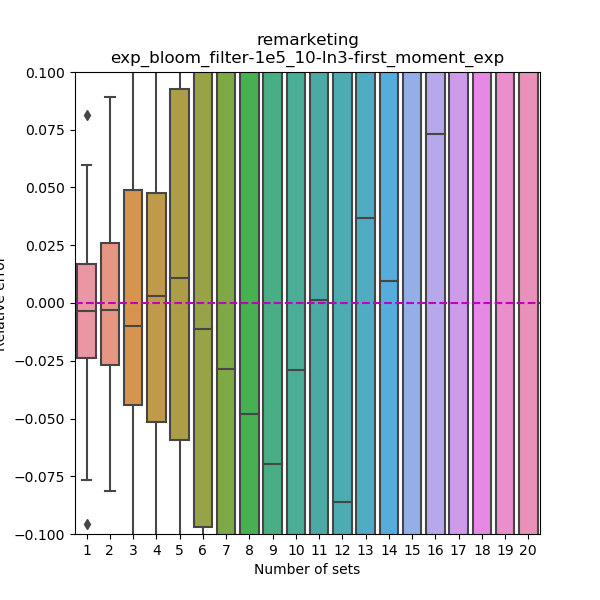 remarketing
exp_bloom_filter-1e5_10-ln3-first_moment_exp
0.100
0.075
0.050
0.025
0.000
−0.025
−0.050
−0.075
−0.100
Relative error
1 2 3 4 5 6 7 8 9 10 11 12 13 14 15 16 17 18 19 20
Number of sets